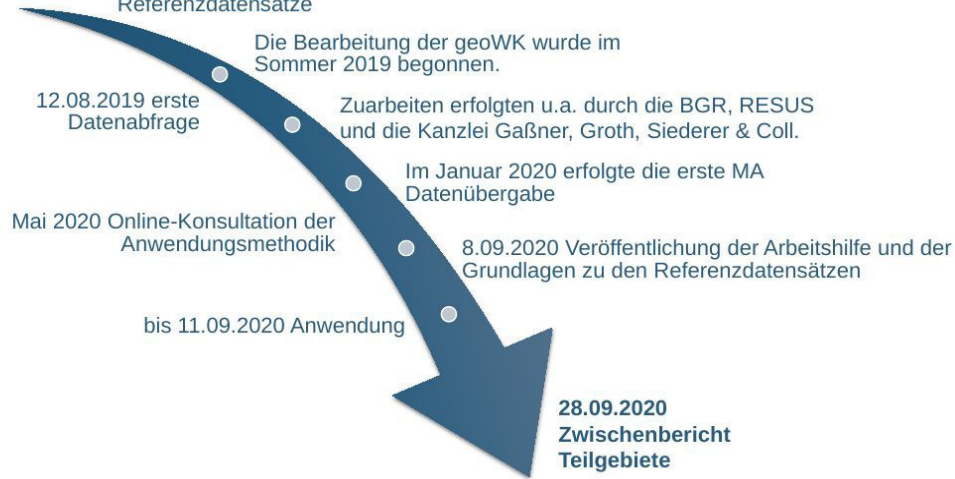 Referenzdatensätze
Die Bearbeitung der geoWK wurde im
Sommer 2019 begonnen.
12.08.2019 erste
Datenabfrage
Zuarbeiten erfolgten u.a. durch die BGR, RESUS
und die Kanzlei Gaßner, Groth, Siederer & Coll.
Im Januar 2020 erfolgte die erste MA
Datenübergabe
Mai 2020 Online-Konsultation der
Anwendungsmethodik
8.09.2020 Veröffentlichung der Arbeitshilfe und der
Grundlagen zu den Referenzdatensätzen
bis 11.09.2020 Anwendung
28.09.2020
Zwischenbericht
Teilgebiete